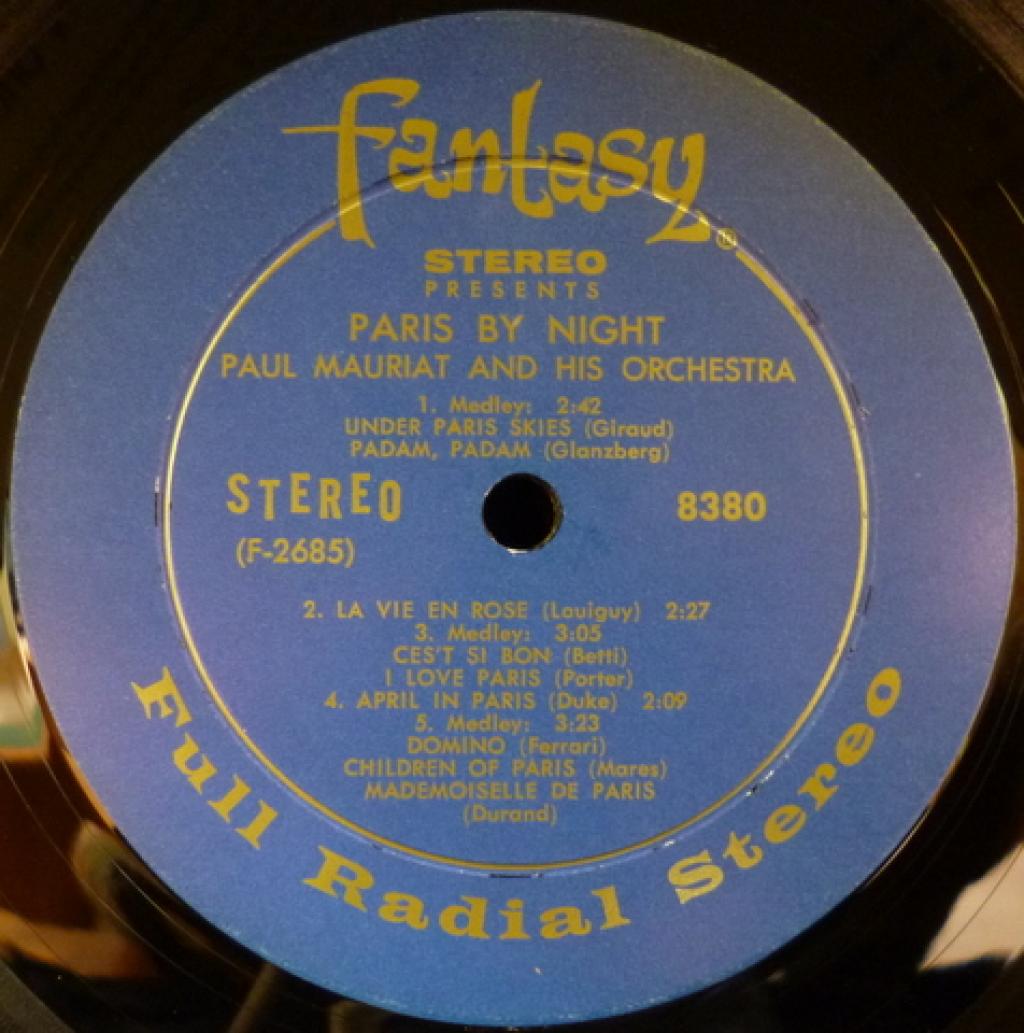 Fantasy®
STEREO
PRESENTS
PARIS BY NIGHT
PAUL MAURIAT AND HIS ORCHESTRA
1. Medley: 2:42
UNDER PARIS SKIES (Giraud)
PADAM, PADAM (Glanzberg)
STEREO 8380
(F-2685)
2. LA VIE EN ROSE (Louiguy) 2:27
3. Medley: 3:05
CES'T SI BON (Betti)
I LOVE PARIS (Porter)
4. APRIL IN PARIS (Duke) 2:09
5. Medley: 3:23
DOMINO (Ferrari)
CHILDREN OF PARIS (Mares)
MADEMOISELLE DE PARIS
(Durand)
Full Radial Stereo